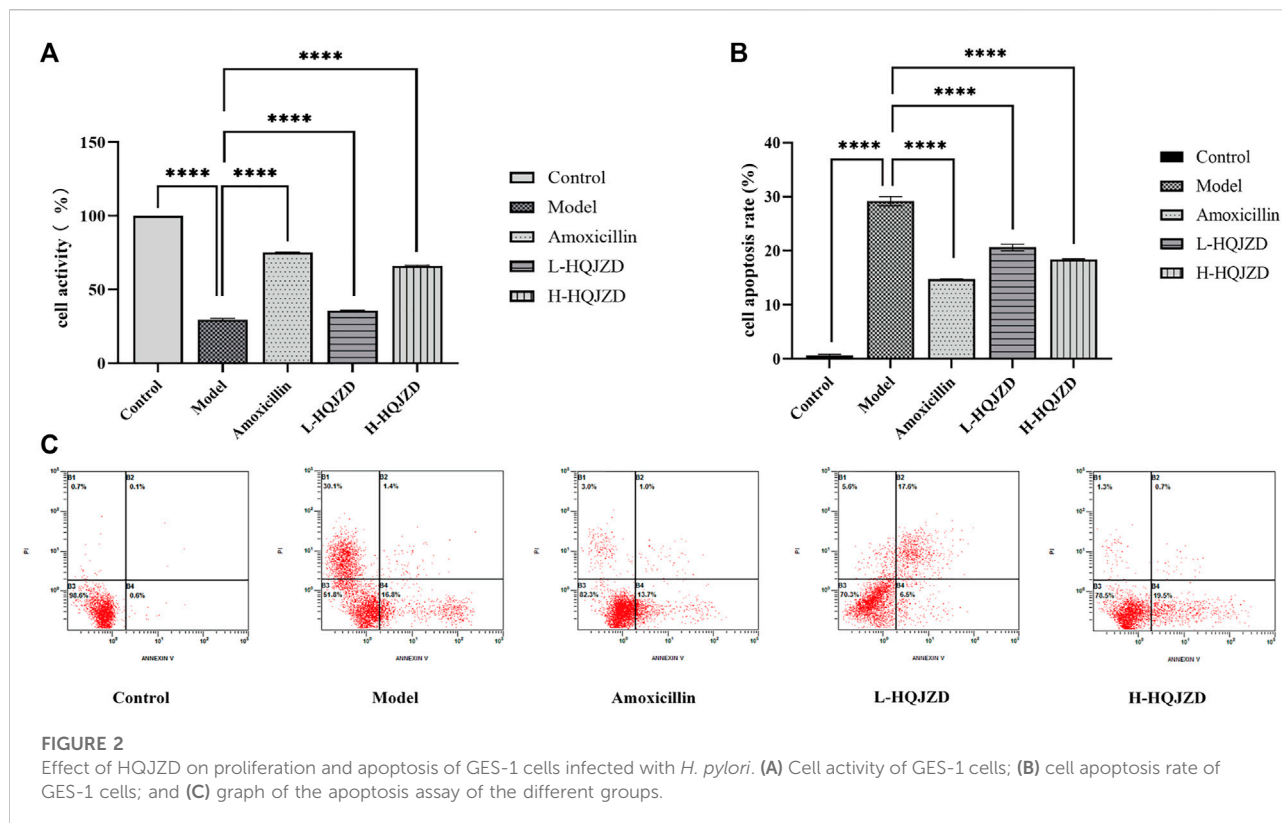 A
****
****
****
****
150
100
50
0
cell activity ( %)
Control
Model
Amoxicillin
L-HQJZD
H-HQJZD
Control
Model
Amoxicillin
L-HQJZD
H-HQJZD
B
****
****
****
****
40
30
20
10
0
cell apoptosis rate (%)
Control
Model
Amoxicillin
L-HQJZD
H-HQJZD
Control
Model
Amoxicillin
L-HQJZD
H-HQJZD
C
B1
0.7%
B2
0.1%
B3
98.6%
B4
0.6%
PI
ANNEXIN V
Control
B1
30.1%
B2
1.4%
B3
51.8%
B4
16.8%
PI
ANNEXIN V
Model
B1
3.0%
B2
1.0%
B3
82.3%
B4
13.7%
PI
ANNEXIN V
Amoxicillin
B1
5.6%
B2
17.6%
B3
70.3%
B4
6.5%
PI
ANNEXIN V
L-HQJZD
B1
1.3%
B2
0.7%
B3
78.5%
B4
19.5%
PI
ANNEXIN V
H-HQJZD
FIGURE 2
Effect of HQJZD on proliferation and apoptosis of GES-1 cells infected with H. pylori. (A) Cell activity of GES-1 cells; (B) cell apoptosis rate of
GES-1 cells; and (C) graph of the apoptosis assay of the different groups.